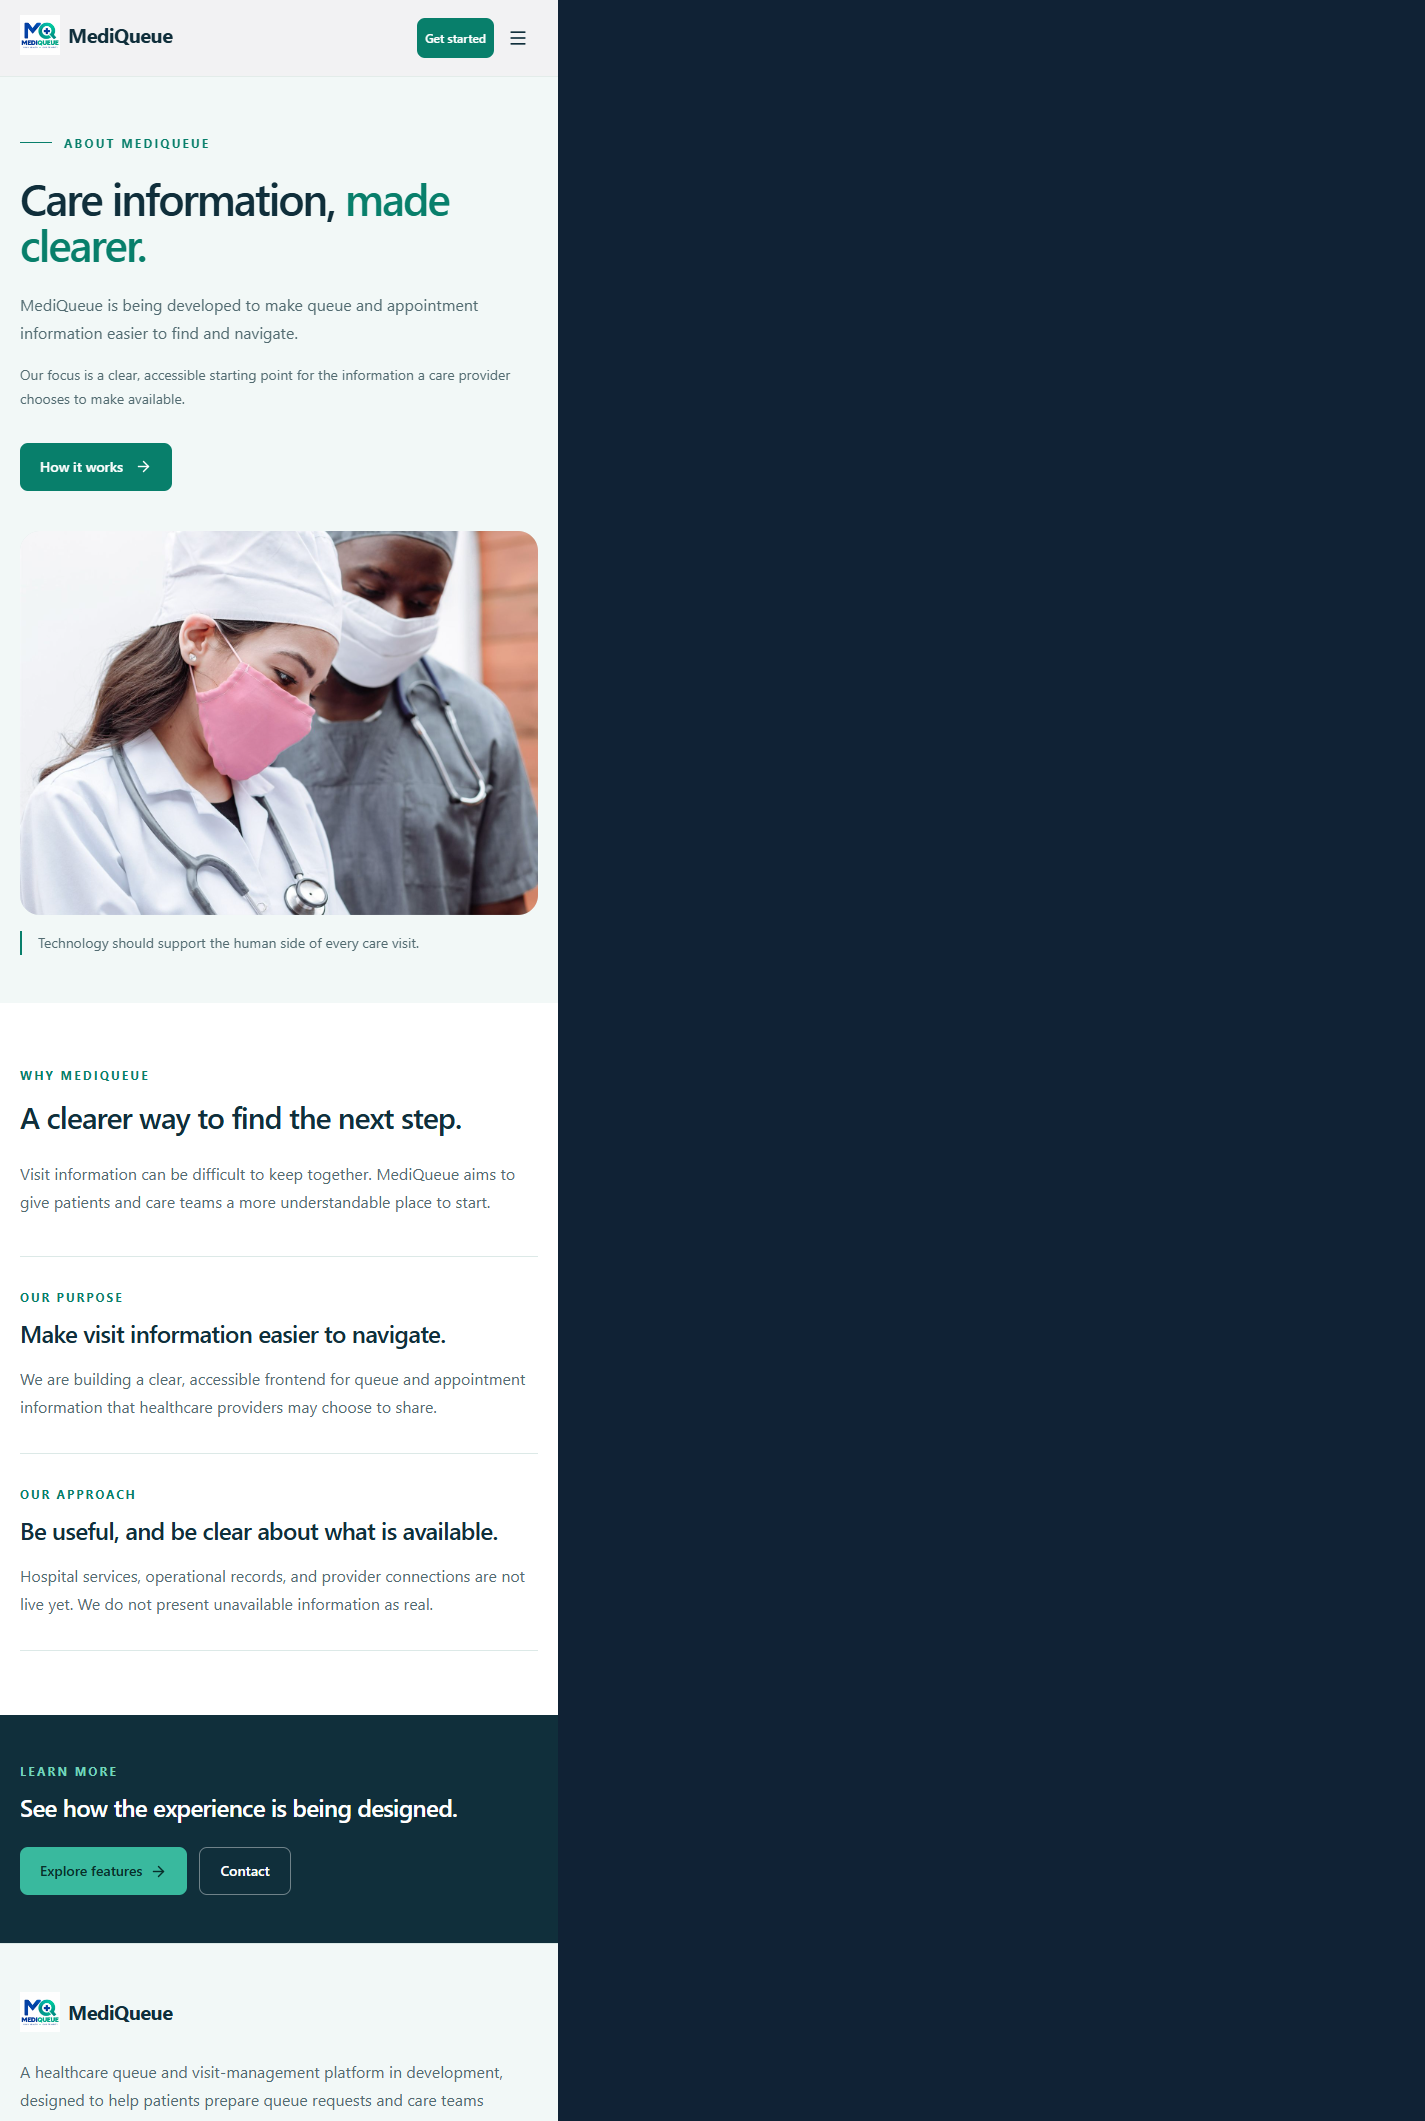 MQ
MEDIQUEUE
MediQueue
Get started
ABOUT MEDIQUEUE
Care information, made
clearer.
MediQueue is being developed to make queue and appointment
information easier to find and navigate.
Our focus is a clear, accessible starting point for the information a care provider
chooses to make available.
How it works
Technology should support the human side of every care visit.
WHY MEDIQUEUE
A clearer way to find the next step.
Visit information can be difficult to keep together. MediQueue aims to
give patients and care teams a more understandable place to start.
OUR PURPOSE
Make visit information easier to navigate.
We are building a clear, accessible frontend for queue and appointment
information that healthcare providers may choose to share.
OUR APPROACH
Be useful, and be clear about what is available.
Hospital services, operational records, and provider connections are not
live yet. We do not present unavailable information as real.
LEARN MORE
See how the experience is being designed.
Explore features
Contact
MQ
MEDIQUEUE
MediQueue
A healthcare queue and visit-management platform in development,
designed to help patients prepare queue requests and care teams